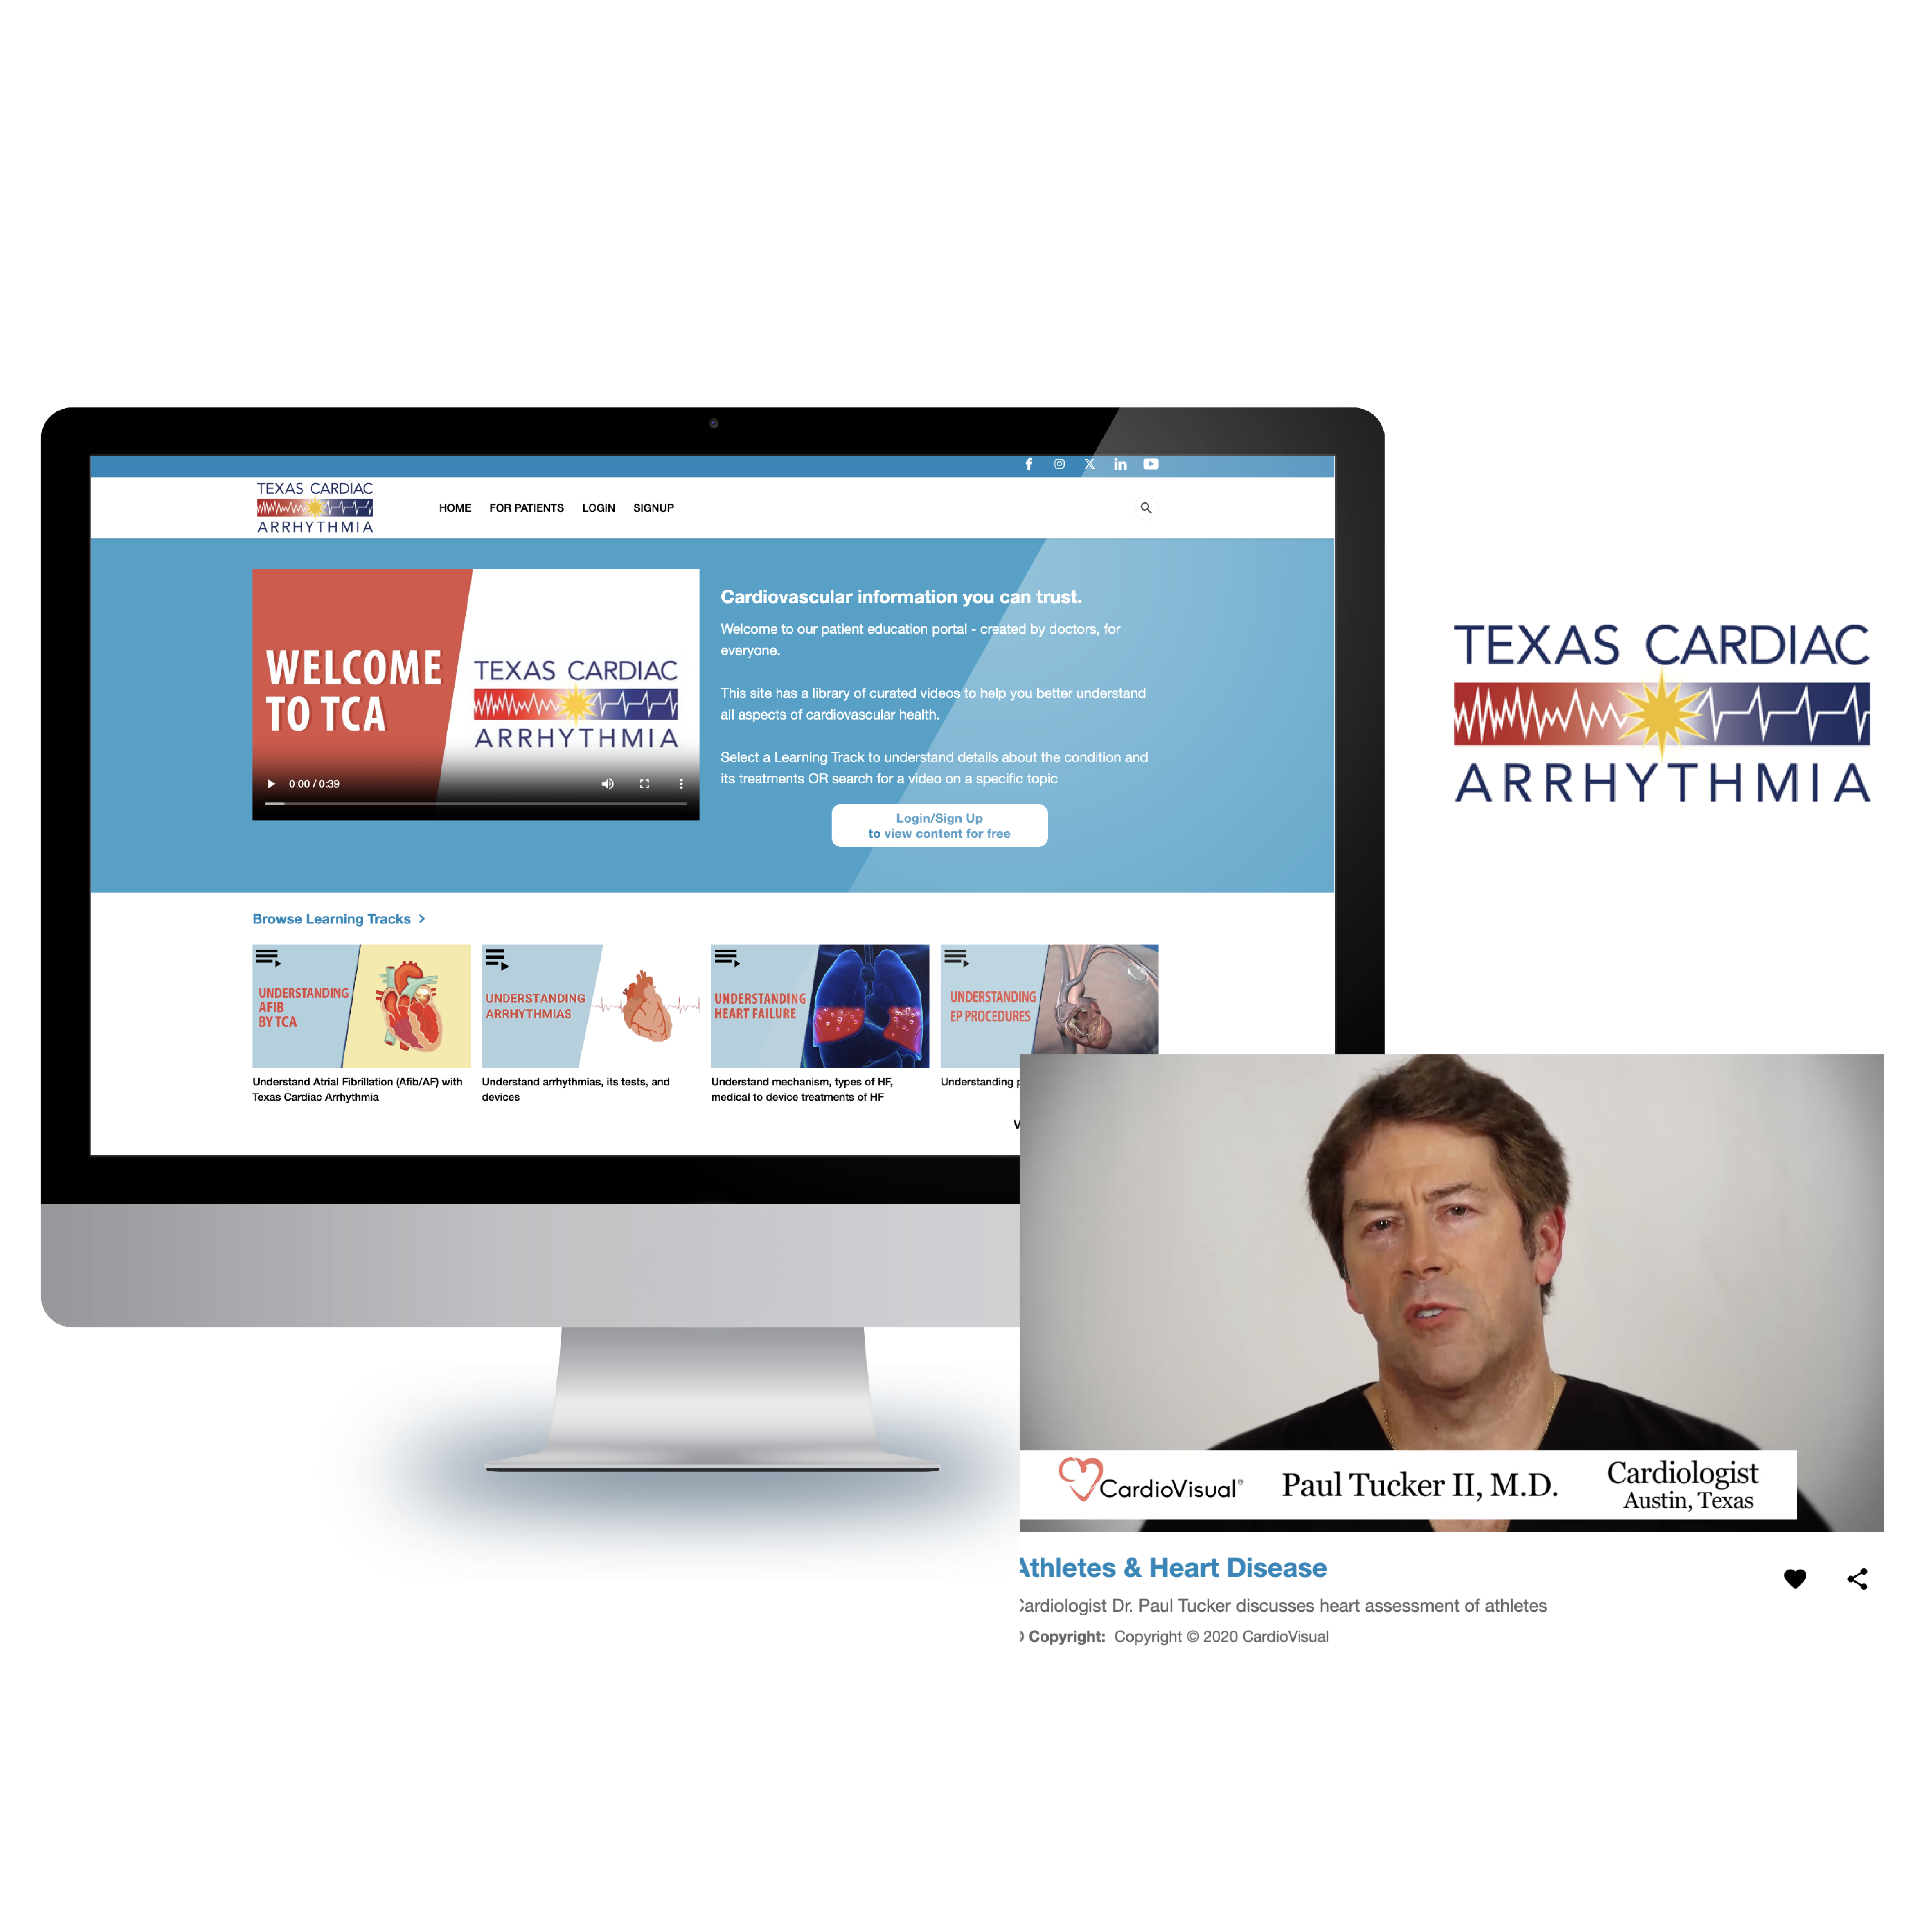 TEXAS CARDIAC
ARRHYTHMIA
HOME FOR PATIENTS LOGIN SIGNUP
WELCOME
TO TCA
TEXAS CARDIAC
ARRHYTHMIA
0:00 / 0:39
Cardiovascular information you can trust.
Welcome to our patient education portal - created by doctors, for
everyone.
This site has a library of curated videos to help you better understand
all aspects of cardiovascular health.
Select a Learning Track to understand details about the condition and
its treatments OR search for a video on a specific topic
Login/Sign Up
to view content for free
Browse Learning Tracks
UNDERSTANDING
AFIB
BY TCA
Understand Atrial Fibrillation (Afib/AF) with
Texas Cardiac Arrhythmia
UNDERSTANDING
ARRHYTHMIAS
Understand arrhythmias, its tests, and
devices
UNDERSTANDING
HEART FAILURE
Understand mechanism, types of HF,
medical to device treatments of HF
UNDERSTANDING
EP PROCEDURES
Understanding
TEXAS CARDIAC
ARRHYTHMIA
CardioVisual®
Paul Tucker II, M.D.
Cardiologist
Austin, Texas
Athletes & Heart Disease
Cardiologist Dr. Paul Tucker discusses heart assessment of athletes
Copyright: Copyright © 2020 CardioVisual